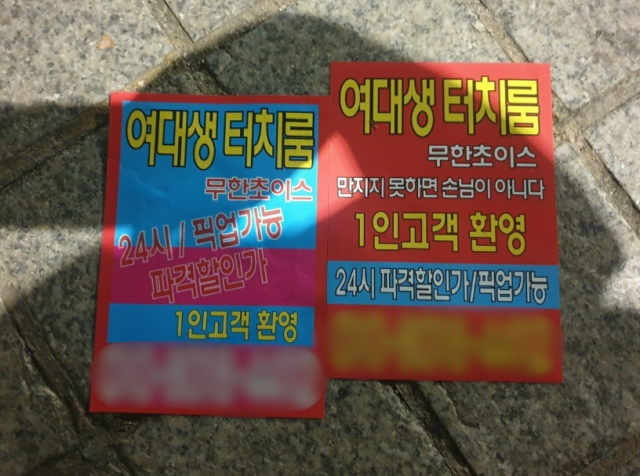 여대생 터치룸
무한초이스
24시 / 픽업가능
파격할인가
1인고객 환영
여대생 터치룸
무한초이스
만지지 못하면 손님이 아니다
1인고객 환영
24시 파격할인가/픽업가능